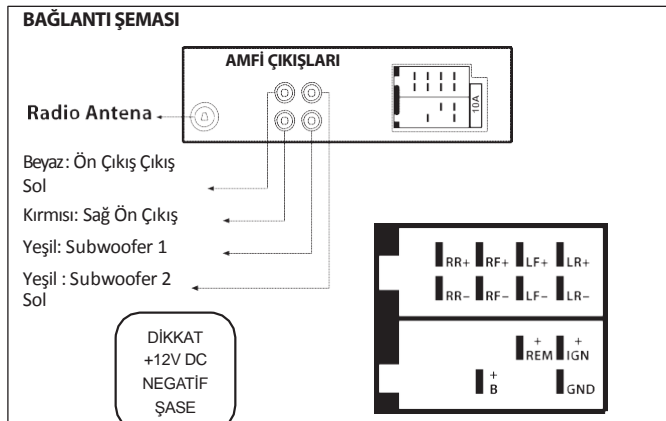 BAĞLANTI ŞEMASI
AMFİ ÇIKIŞLARI
Radio Antena
10A
Beyaz: Ön Çıkış Çıkış
Sol
Kırmısı: Sağ Ön Çıkış
Yeşil: Subwoofer 1
Yeşil : Subwoofer 2
Sol
DİKKAT
+12V DC
NEGATİF
ŞASE
RR+ RF+ LF+ LR+
RR- RF- LF- LR-
+ +
REM IGN
+
B GND